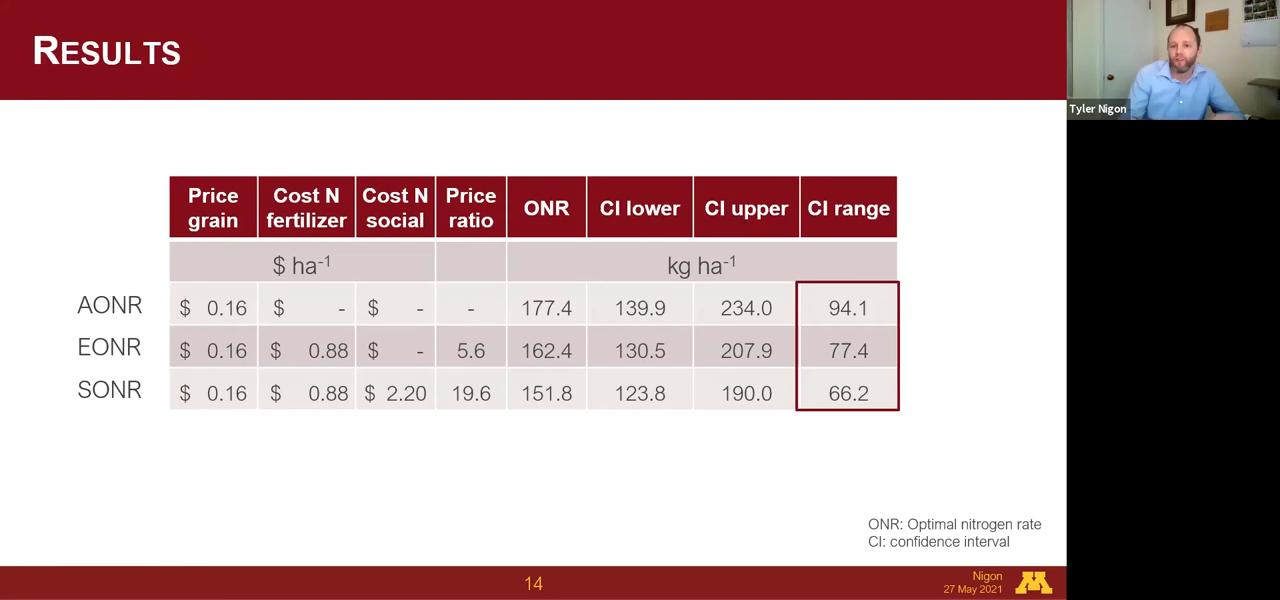 RESULTS
Tyler Nigon
Price grain Cost N fertilizer Cost N social Price ratio ONR CI lower CI upper CI range
$ ha-1 kg ha-1
AONR $ 0.16 $ - $ - - 177.4 139.9 234.0 94.1
EONR $ 0.16 $ 0.88 $ - 5.6 162.4 130.5 207.9 77.4
SONR $ 0.16 $ 0.88 $ 2.20 19.6 151.8 123.8 190.0 66.2
ONR: Optimal nitrogen rate
CI: confidence interval
14
Nigon
27 May 2021
M